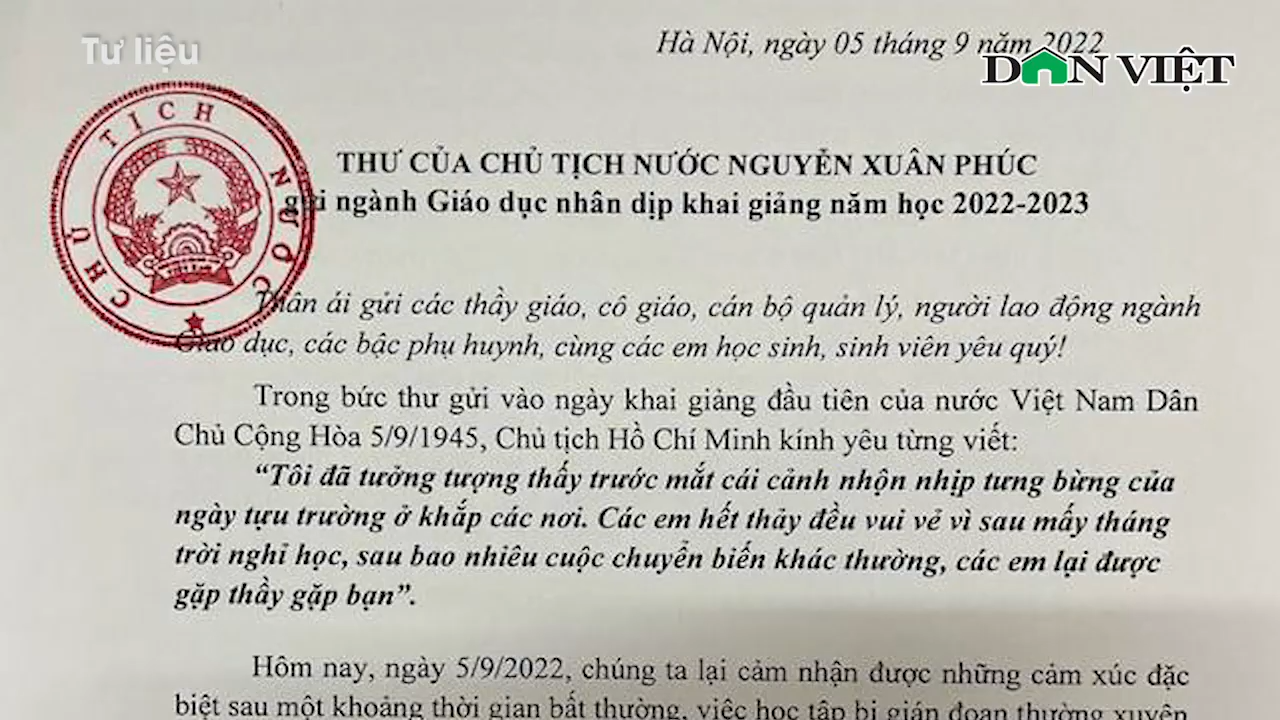 Tư liệu
Hà Nội, ngày 05 tháng 9 năm 2022
DÂN VIỆT
CHỦ TỊCH NƯỚC
THƯ CỦA CHỦ TỊCH NƯỚC NGUYỄN XUÂN PHÚC
gửi ngành Giáo dục nhân dịp khai giảng năm học 2022-2023
Thân ái gửi các thầy giáo, cô giáo, cán bộ quản lý, người lao động ngành
Giáo dục, các bậc phụ huynh, cùng các em học sinh, sinh viên yêu quý!
Trong bức thư gửi vào ngày khai giảng đầu tiên của nước Việt Nam Dân
Chủ Cộng Hòa 5/9/1945, Chủ tịch Hồ Chí Minh kính yêu từng viết:
“Tôi đã tưởng tượng thấy trước mắt cái cảnh nhộn nhịp tưng bừng của
ngày tựu trường ở khắp các nơi. Các em hết thảy đều vui vẻ vì sau mấy tháng
trời nghỉ học, sau bao nhiêu cuộc chuyển biến khác thường, các em lại được
gặp thầy gặp bạn”.
Hôm nay, ngày 5/9/2022, chúng ta lại cảm nhận được những cảm xúc đặc
biệt sau một khoảng thời gian bất thường, việc học tập bị gián đoạn thường xuyên